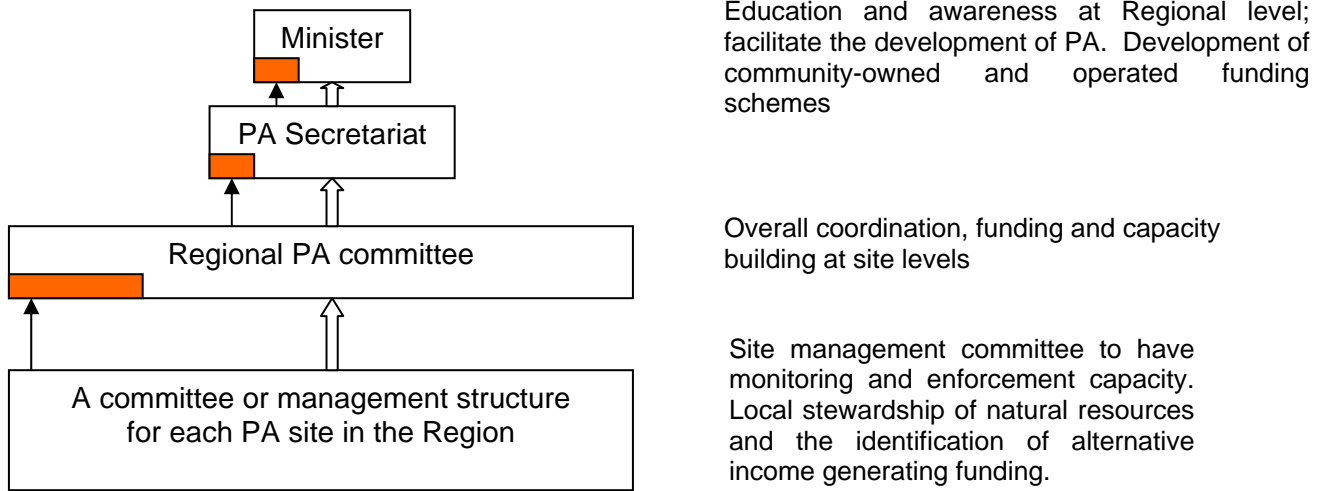 Minister
PA Secretariat
Regional PA committee
A committee or management structure
for each PA site in the Region
Education and awareness at Regional level;
facilitate the development of PA. Development of
community-owned and operated funding
schemes
Overall coordination, funding and capacity
building at site levels
Site management committee to have
monitoring and enforcement capacity.
Local stewardship of natural resources
and the identification of alternative
income generating funding.